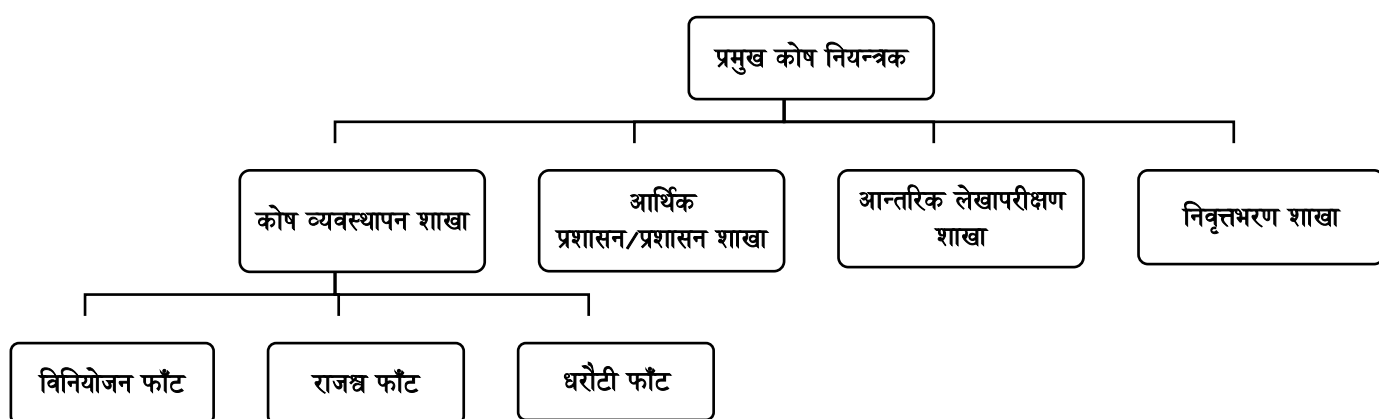 प्रमुख कोष नियन्त्रक
कोष व्यवस्थापन शाखा
आर्थिक
प्रशासन/प्रशासन शाखा
आन्तरिक लेखापरीक्षण
शाखा
निवृत्तभरण शाखा
विनियोजन फाँट
राजश्व फाँट
धरौटी फाँट